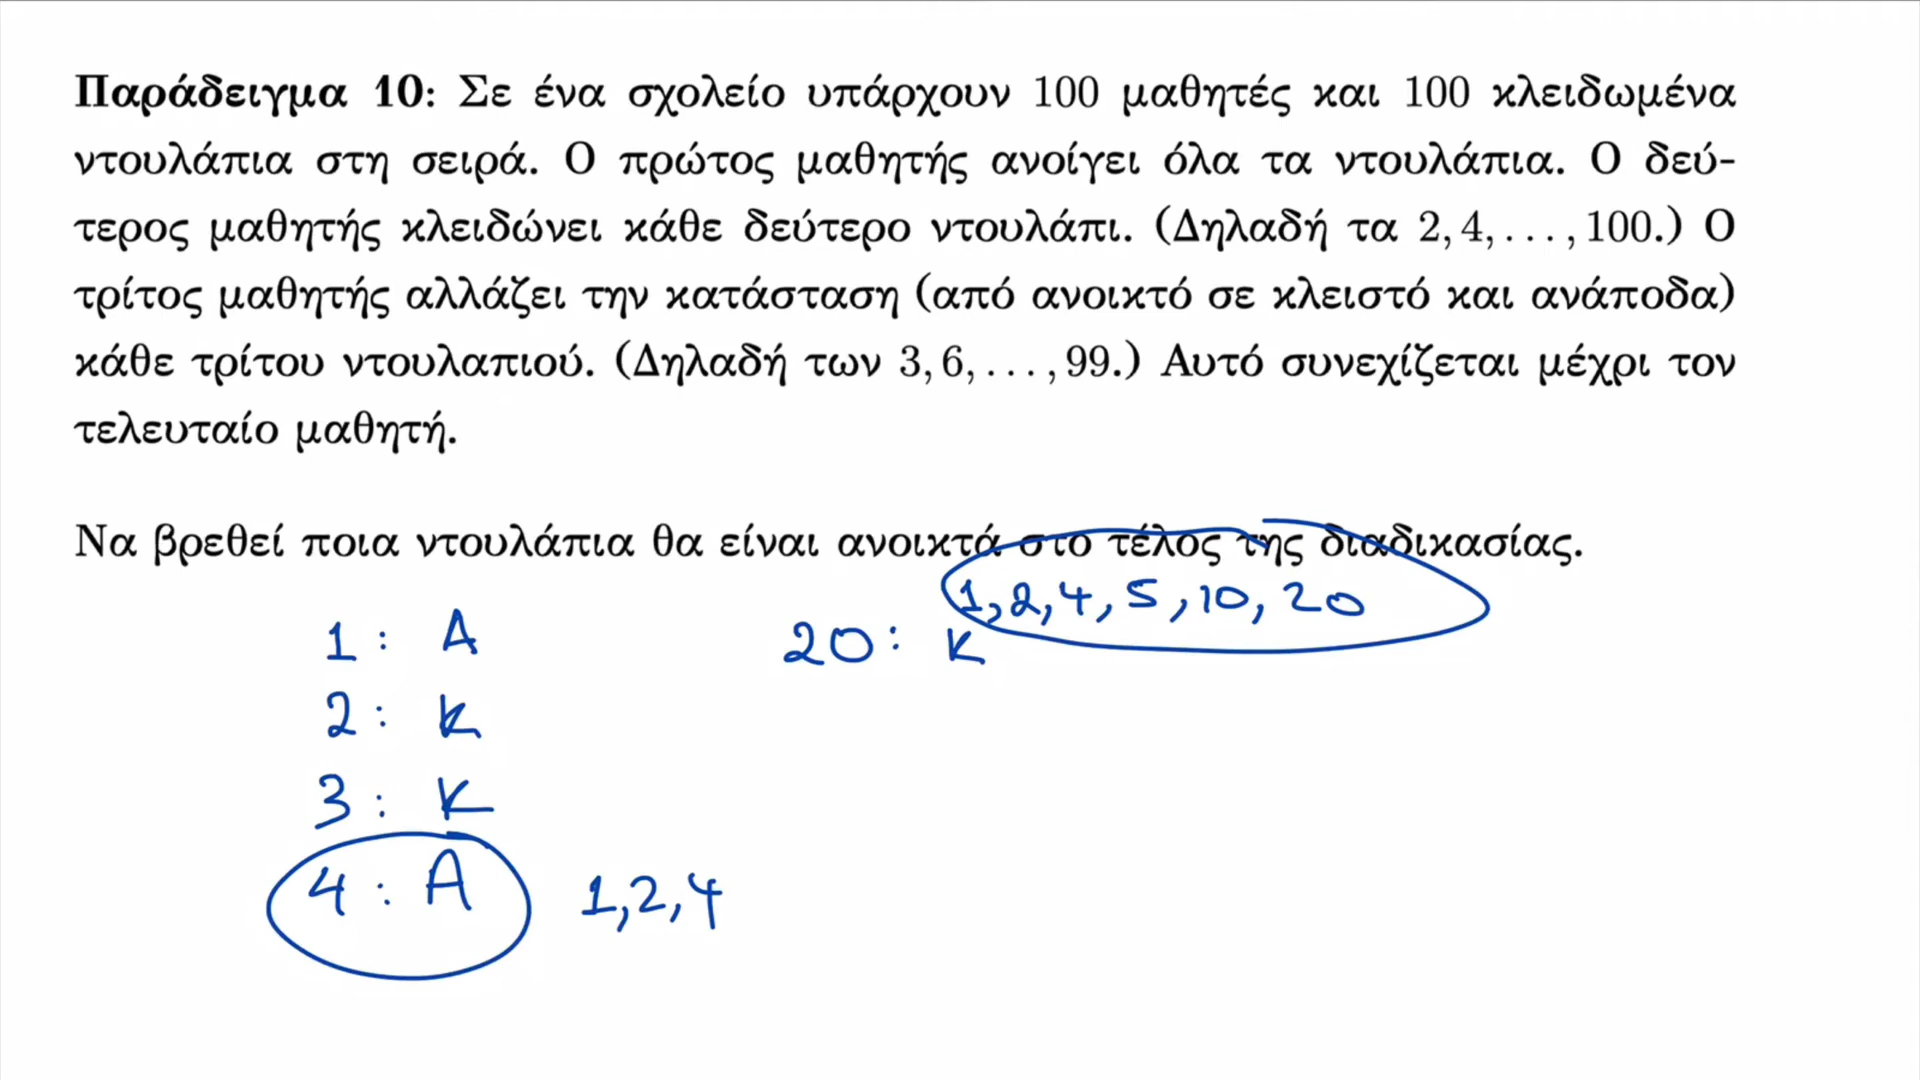 Παράδειγμα 10: Σε ένα σχολείο υπάρχουν 100 μαθητές και 100 κλειδωμένα
ντουλάπια στη σειρά. Ο πρώτος μαθητής ανοίγει όλα τα ντουλάπια. Ο δεύ-
τερος μαθητής κλειδώνει κάθε δεύτερο ντουλάπι. (Δηλαδή τα 2, 4, . . . , 100.) Ο
τρίτος μαθητής αλλάζει την κατάσταση (από ανοικτό σε κλειστό και ανάποδα)
κάθε τρίτου ντουλαπιού. (Δηλαδή των 3, 6, . . . , 99.) Αυτό συνεχίζεται μέχρι τον
τελευταίο μαθητή.
Να βρεθεί ποια ντουλάπια θα είναι ανοικτά στο τέλος της διαδικασίας.
1, 2, 4, 5, 10, 20
1 : Α
20 : Κ
2 : Κ
3 : Κ
4 : Α 1, 2, 4